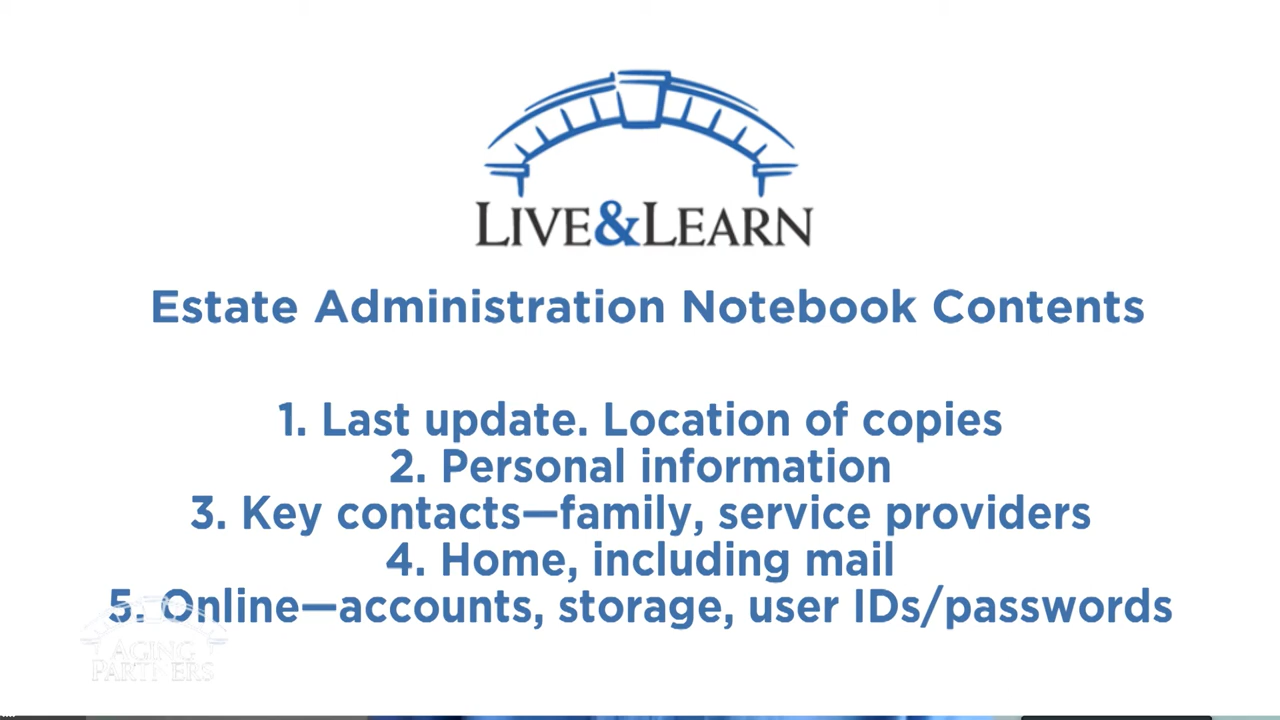 LIVE&LEARN
Estate Administration Notebook Contents
1. Last update. Location of copies
2. Personal information
3. Key contacts—family, service providers
4. Home, including mail
5. Online—accounts, storage, user IDs/passwords
AGING
PARTNERS